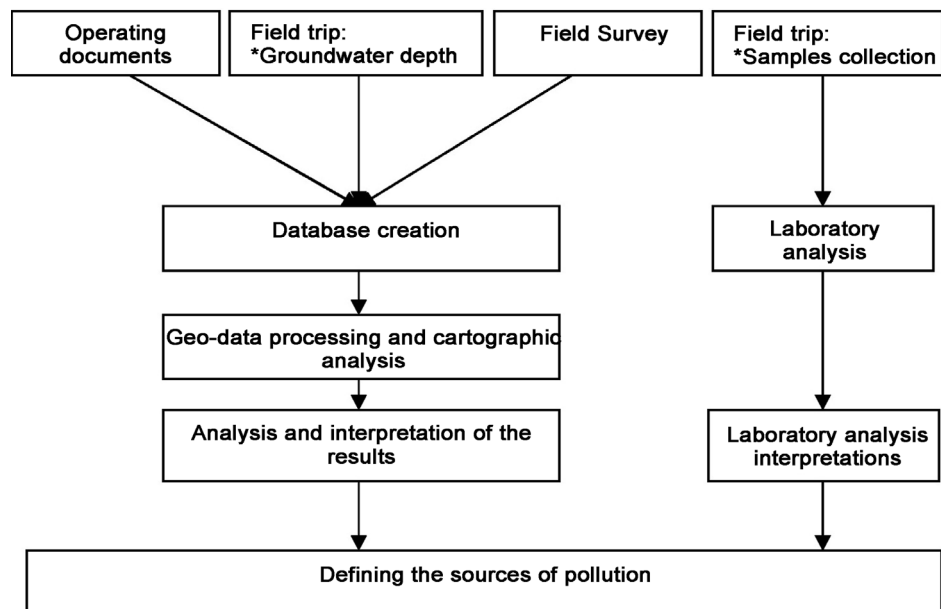 Operating
documents
Field trip:
*Groundwater depth
Field Survey
Field trip:
*Samples collection
Database creation
Laboratory
analysis
Geo-data processing and cartographic
analysis
Analysis and interpretation of the
results
Laboratory analysis
interpretations
Defining the sources of pollution